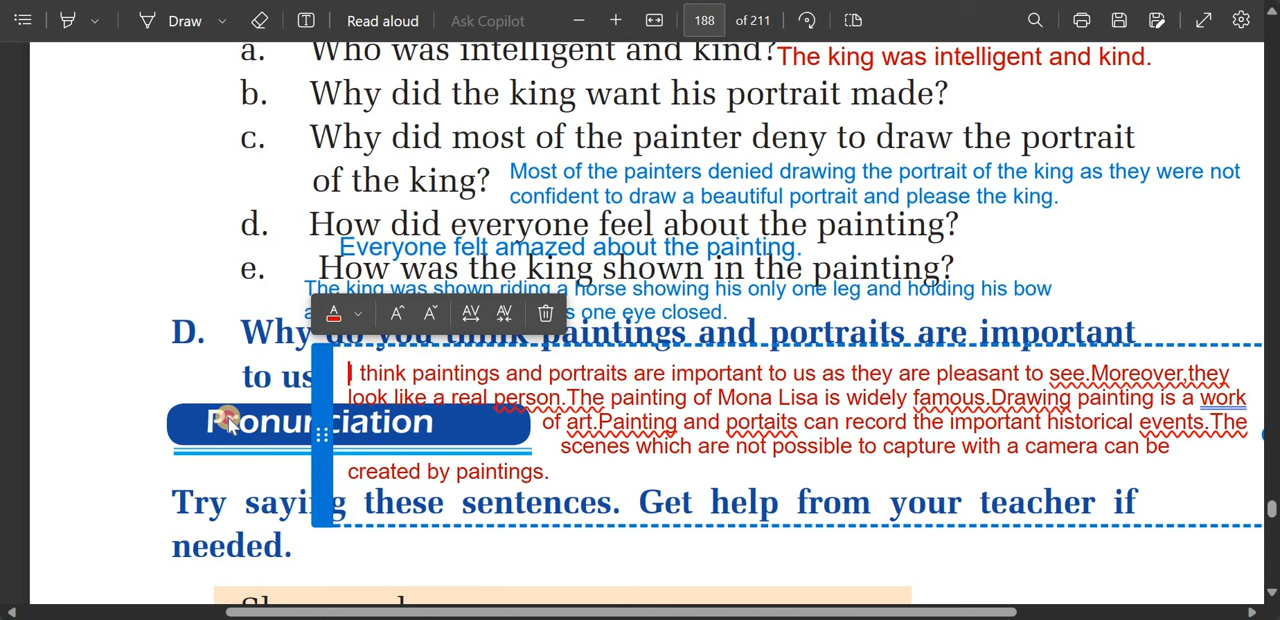 Draw
Read aloud
Ask Copilot
188 of 211
a. Who was intelligent and kind? The king was intelligent and kind.
b. Why did the king want his portrait made?
c. Why did most of the painter deny to draw the portrait
of the king? Most of the painters denied drawing the portrait of the king as they were not
confident to draw a beautiful portrait and please the king.
d. How did everyone feel about the painting?
Everyone felt amazed about the painting.
e. How was the king shown in the painting?
The king was shown riding a horse showing his only one leg and holding his bow
s one eye closed.
D. Why do you think paintings and portraits are important
to us
I think paintings and portraits are important to us as they are pleasant to see.Moreover,they
look like a real person.The painting of Mona Lisa is widely famous.Drawing painting is a work
Pronunciation
of art.Painting and portaits can record the important historical events.The
scenes which are not possible to capture with a camera can be
created by paintings.
Try saying these sentences. Get help from your teacher if
needed.